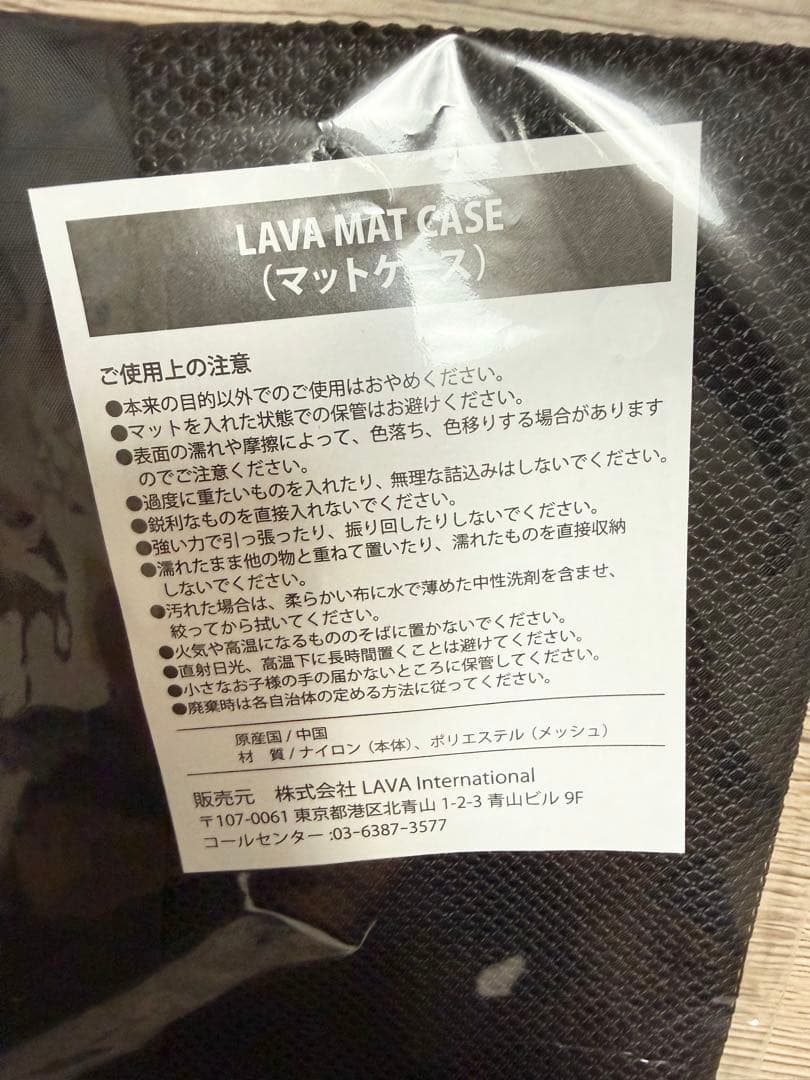 LAVA MAT CASE
（マットケース）
ご使用上の注意
●本来の目的以外でのご使用はおやめください。
●マットを入れた状態での保管はお避けください。
●表面の濡れや摩擦によって、色落ち、色移りする場合があります
のでご注意ください。
●過度に重たいものを入れたり、無理な詰込みはしないでください。
●鋭利なものを直接入れないでください。
●強い力で引っ張ったり、振り回したりしないでください。
●濡れたまま他の物と重ねて置いたり、濡れたものを直接収納
しないでください。
●汚れた場合は、柔らかい布に水で薄めた中性洗剤を含ませ、
絞ってから拭いてください。
●火気や高温になるもののそばに置かないでください。
●直射日光、高温下に長時間置くことは避けてください。
●小さなお子様の手の届かないところに保管してください。
●廃棄時は各自治体の定める方法に従ってください。
原産国 / 中国
材　質 / ナイロン（本体）、ポリエステル（メッシュ）
販売元　株式会社 LAVA International
〒107-0061 東京都港区北青山 1-2-3 青山ビル 9F
コールセンター :03-6387-3577